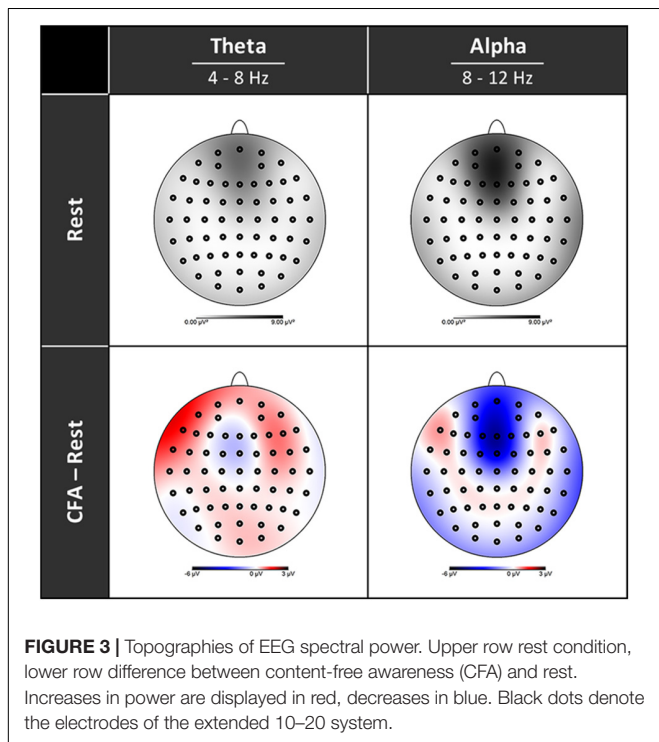 Theta
4 - 8 Hz
Alpha
8 - 12 Hz
Rest
0.00 µV²
9.00 µV²
0.00 µV²
9.00 µV²
CFA – Rest
-6 µV
0 µV
3 µV
-6 µV
0 µV
3 µV
FIGURE 3 | Topographies of EEG spectral power. Upper row rest condition,
lower row difference between content-free awareness (CFA) and rest.
Increases in power are displayed in red, decreases in blue. Black dots denote
the electrodes of the extended 10–20 system.